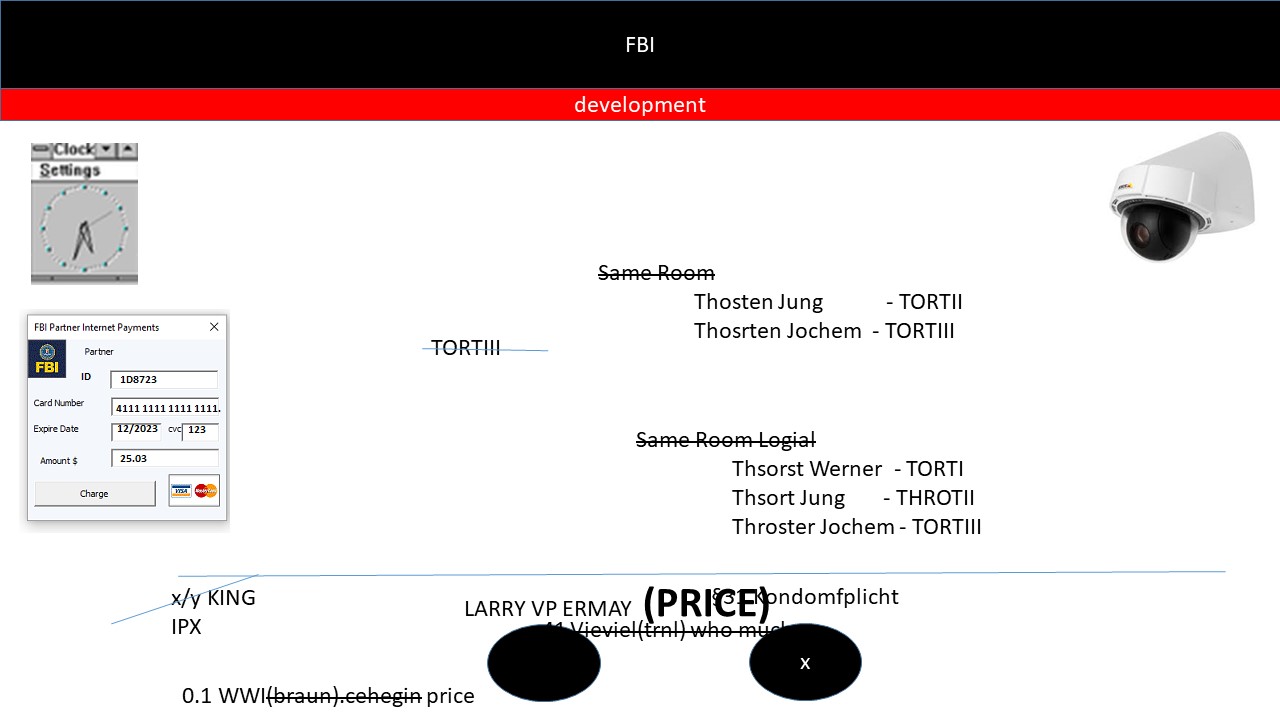 FBI
development
Clock
Settings
Same Room
Thosten Jung - TORTII
Thosrten Jochem - TORTIII
TORTIII
FBI Partner Internet Payments
FBI
Partner
ID 1D8723
Card Number 4111 1111 1111 1111.
Expire Date 12/2023 cvc 123
Amount $ 25.03
Charge
VISA MasterCard
Same Room Logial
Thsorst Werner - TORTI
Thsort Jung - THROTII
Throster Jochem - TORTIII
x/y KING
IPX
LARRY VP ERMAY (PRICE)
§31 Kondomfplicht
Vieviel(trnl) who much
x
0.1 WWI(braun).cehegin price